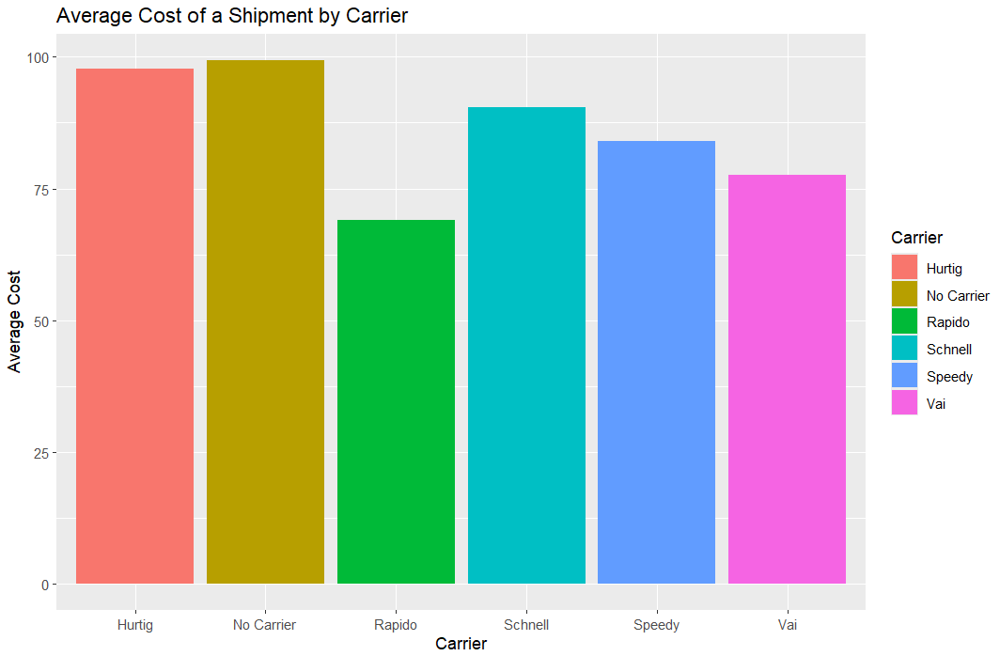 Average Cost of a Shipment by Carrier
Average Cost
100
75
50
25
0
Hurtig No Carrier Rapido Schnell Speedy Vai
Carrier
Carrier
Hurtig
No Carrier
Rapido
Schnell
Speedy
Vai